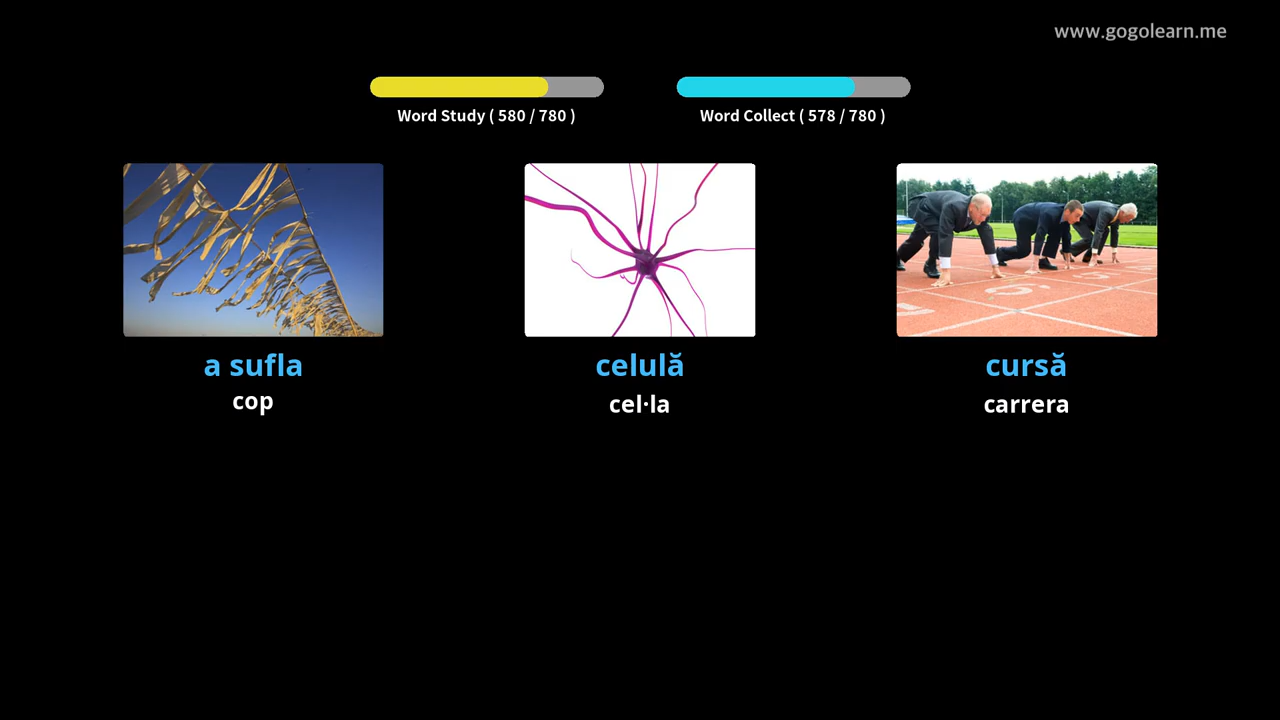 www.gogolearn.me
Word Study ( 580 / 780 )
Word Collect ( 578 / 780 )
a sufla
cop
celulă
cel·la
cursă
carrera